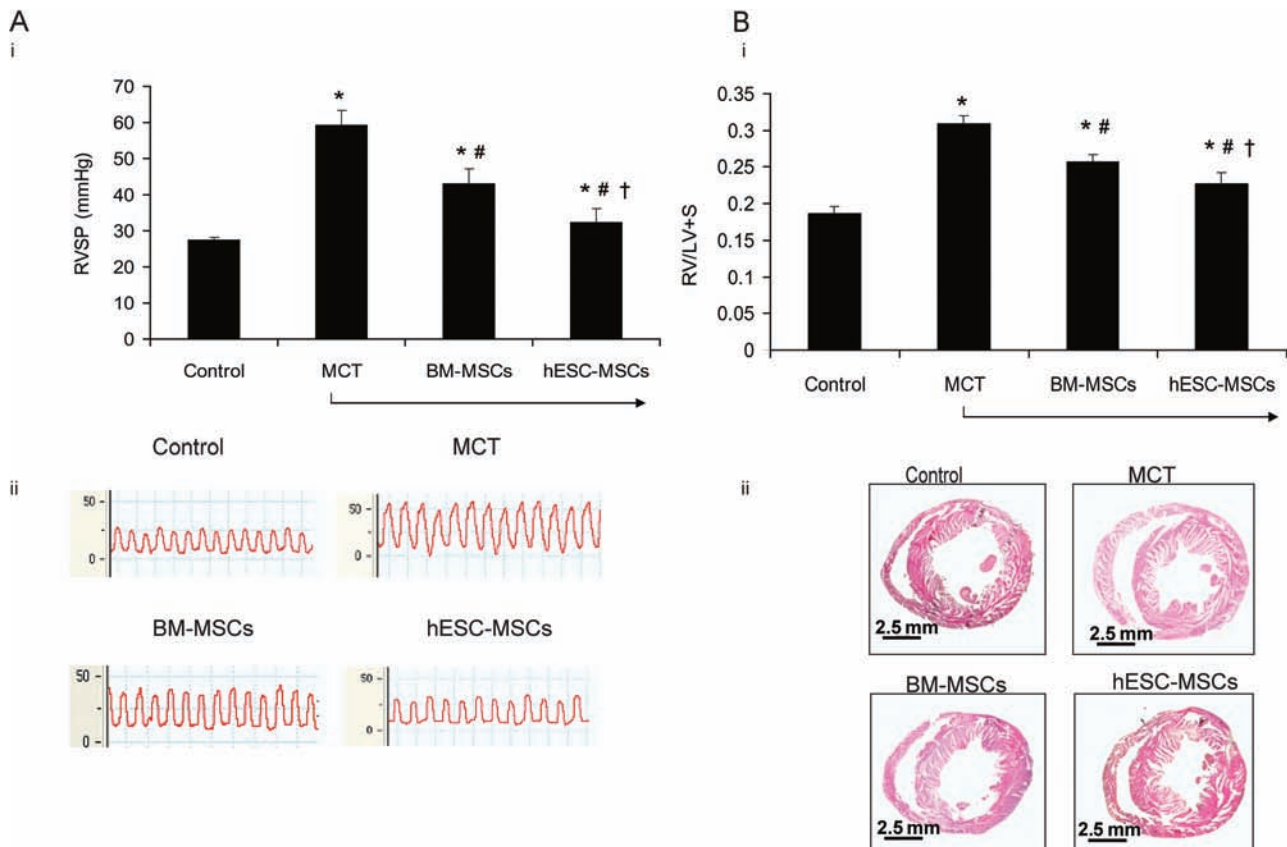 A
i
RVSP (mmHg)
70
60
50
40
30
20
10
0
*
* #
* # †
Control MCT BM-MSCs hESC-MSCs
B
i
RV/LV+S
0.35
0.3
0.25
0.2
0.15
0.1
0.05
0
*
* #
* # †
Control MCT BM-MSCs hESC-MSCs
ii
Control
50
0
MCT
50
0
BM-MSCs
50
0
hESC-MSCs
50
0
ii
Control
2.5 mm
MCT
2.5 mm
BM-MSCs
2.5 mm
hESC-MSCs
2.5 mm